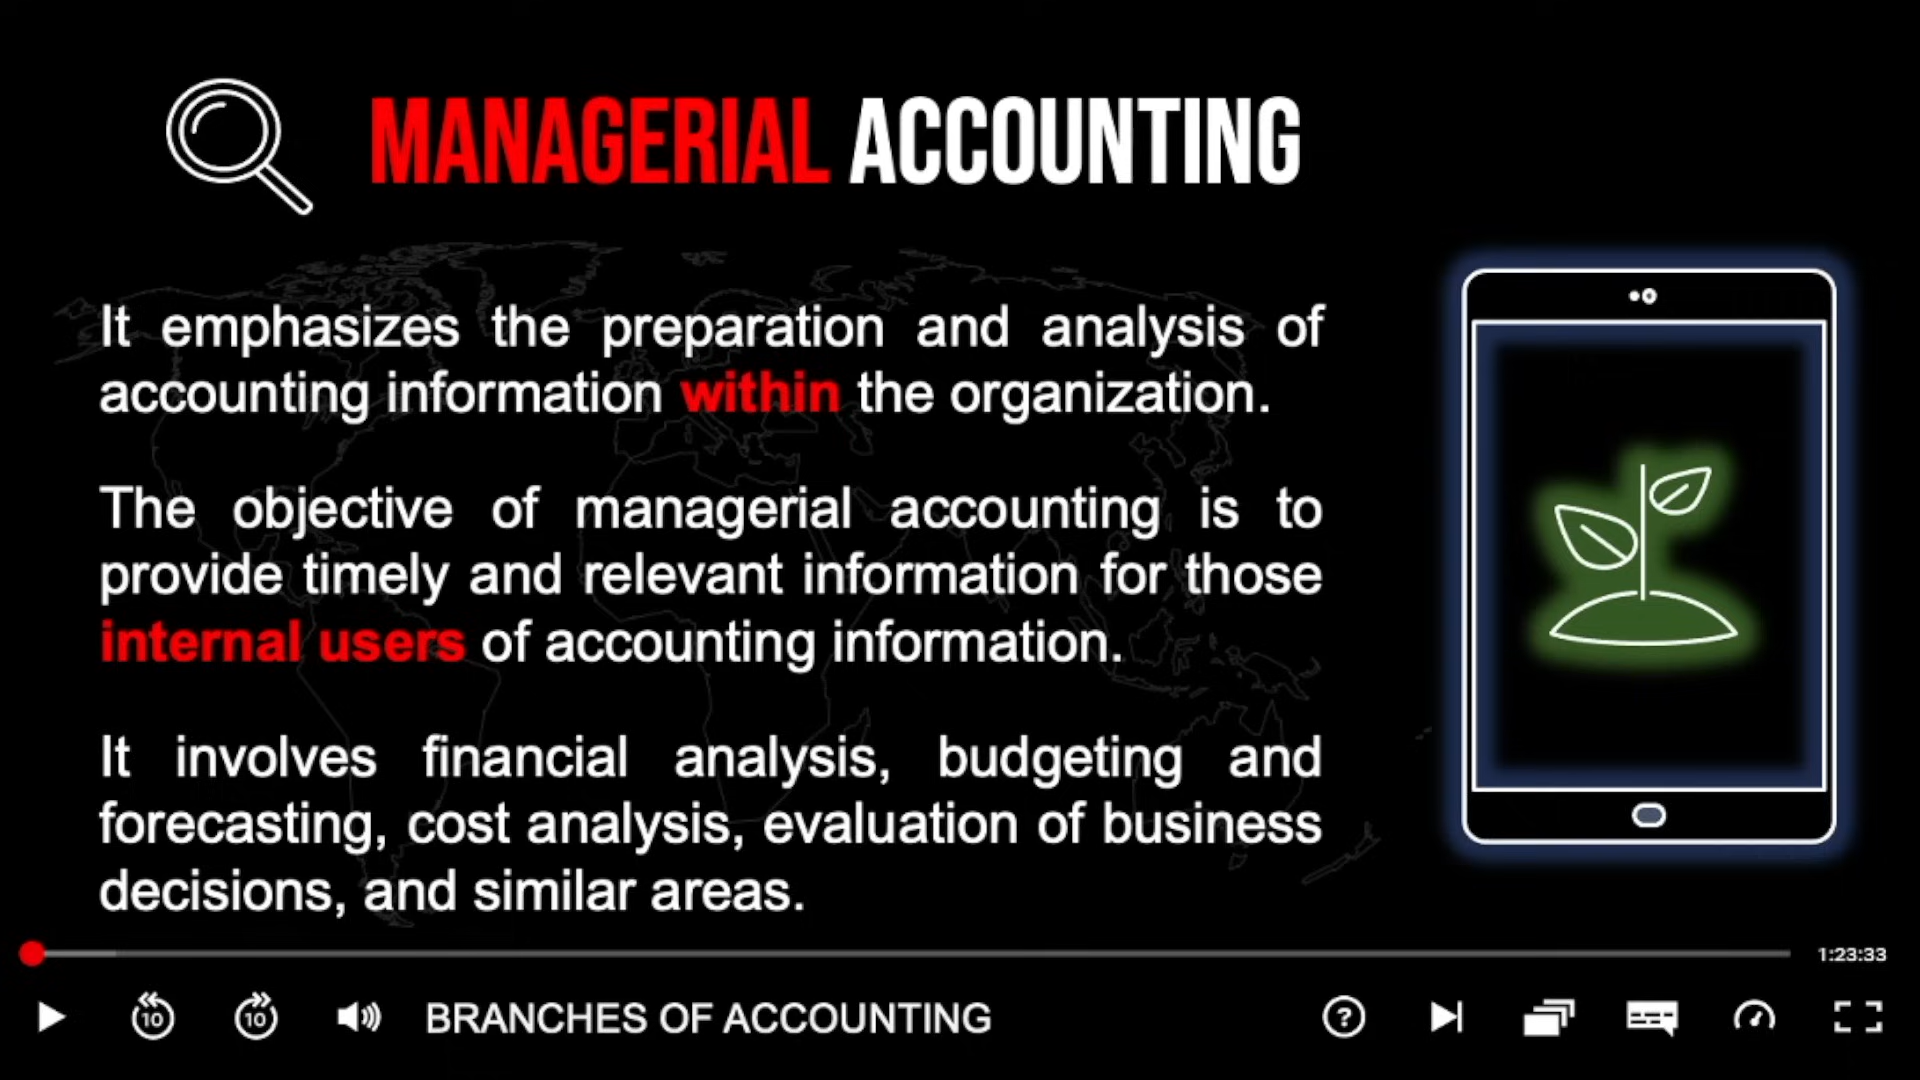 MANAGERIAL ACCOUNTING
It emphasizes the preparation and analysis of
accounting information within the organization.
The objective of managerial accounting is to
provide timely and relevant information for those
internal users of accounting information.
It involves financial analysis, budgeting and
forecasting, cost analysis, evaluation of business
decisions, and similar areas.
1:23:33
10 10 BRANCHES OF ACCOUNTING ?